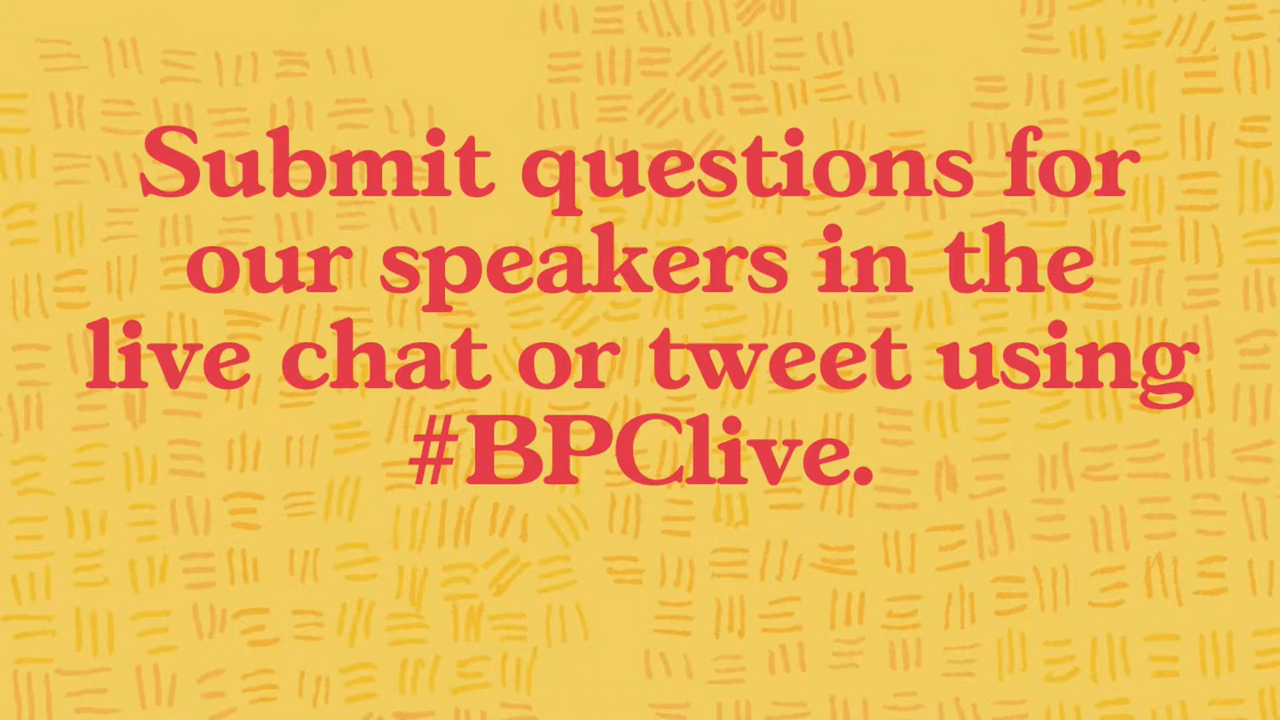 Submit questions for
our speakers in the
live chat or tweet using
#BPClive.